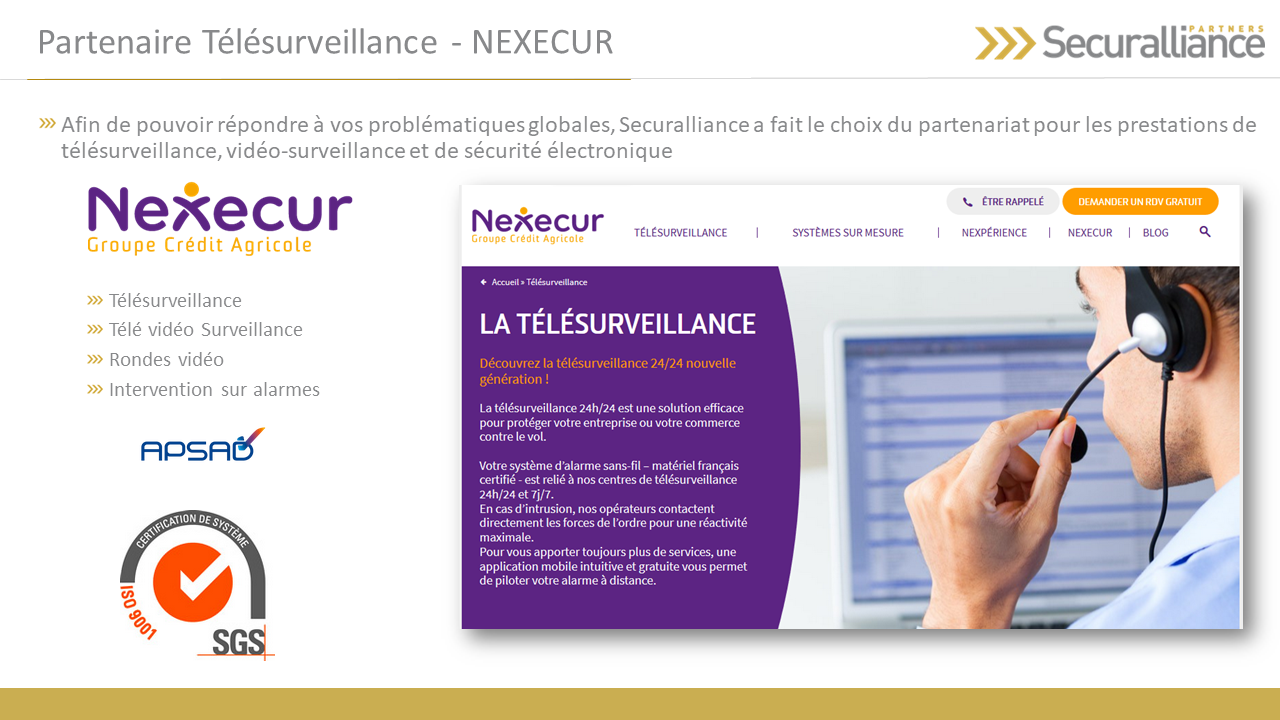 Partenaire Télésurveillance - NEXECUR
PARTNERS
Securalliance
Afin de pouvoir répondre à vos problématiques globales, Securalliance a fait le choix du partenariat pour les prestations de
télésurveillance, vidéo-surveillance et de sécurité électronique
Nexecur
Groupe Crédit Agricole
Télésurveillance
Télé vidéo Surveillance
Rondes vidéo
Intervention sur alarmes
APSAD
CERTIFICATION DE SYSTÈME
ISO 9001
SGS
ÊTRE RAPPELÉ
DEMANDER UN RDV GRATUIT
Nexecur
Groupe Crédit Agricole
TÉLÉSURVEILLANCE | SYSTÈMES SUR MESURE | NEXPÉRIENCE | NEXECUR | BLOG
Accueil » Télésurveillance
LA TÉLÉSURVEILLANCE
Découvrez la télésurveillance 24/24 nouvelle
génération !
La télésurveillance 24h/24 est une solution efficace
pour protéger votre entreprise ou votre commerce
contre le vol.
Votre système d'alarme sans-fil – matériel français
certifié - est relié à nos centres de télésurveillance
24h/24 et 7j/7.
En cas d'intrusion, nos opérateurs contactent
directement les forces de l'ordre pour une réactivité
maximale.
Pour vous apporter toujours plus de services, une
application mobile intuitive et gratuite vous permet
de piloter votre alarme à distance.